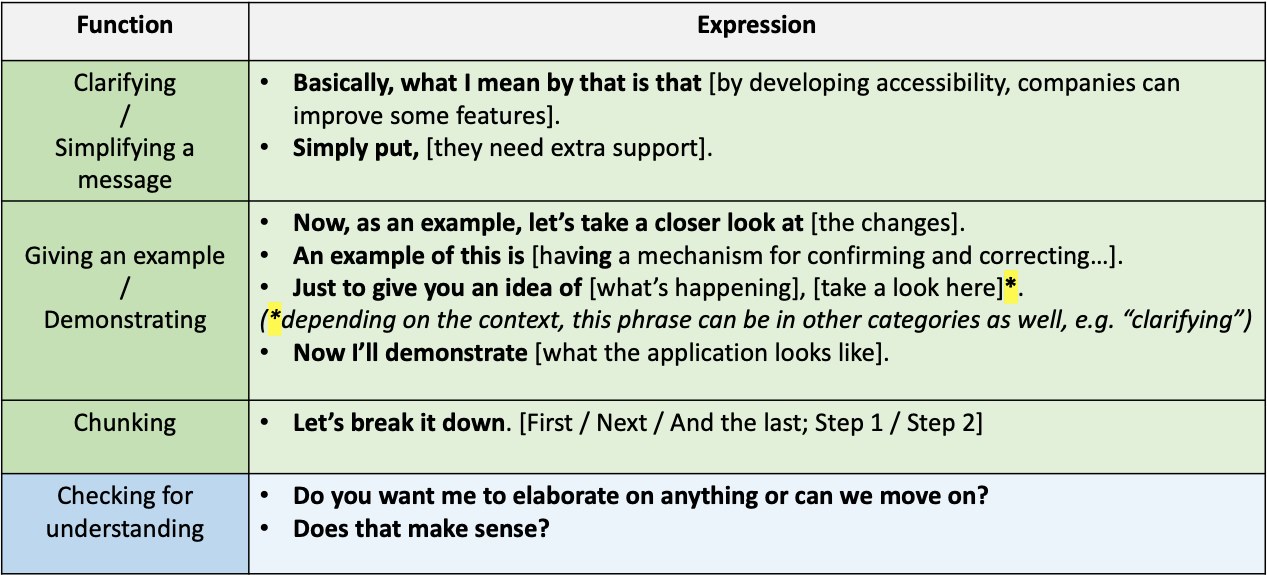 Function
Expression
Clarifying
/
Simplifying a
message
• Basically, what I mean by that is that [by developing accessibility, companies can
improve some features].
• Simply put, [they need extra support].
Giving an example
/
Demonstrating
• Now, as an example, let’s take a closer look at [the changes].
• An example of this is [having a mechanism for confirming and correcting…].
• Just to give you an idea of [what’s happening], [take a look here]*.
(*depending on the context, this phrase can be in other categories as well, e.g. “clarifying”)
• Now I’ll demonstrate [what the application looks like].
Chunking
• Let’s break it down. [First / Next / And the last; Step 1 / Step 2]
Checking for
understanding
• Do you want me to elaborate on anything or can we move on?
• Does that make sense?